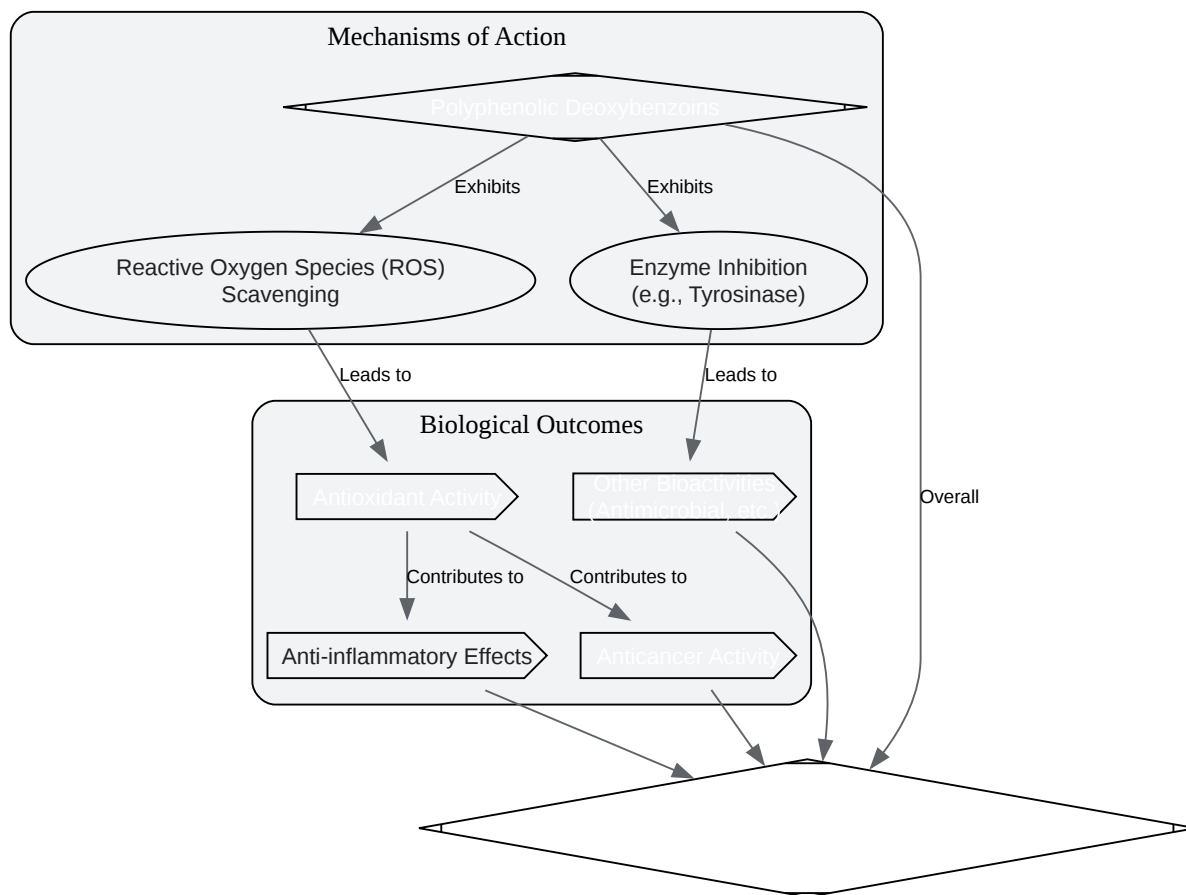 Mechanisms of Action
Polyphenolic Deoxybenzoins
Exhibits
Exhibits
Reactive Oxygen Species (ROS)
Scavenging
Enzyme Inhibition
(e.g., Tyrosinase)
Leads to
Leads to
Biological Outcomes
Antioxidant Activity
Other Bioactivities
(Antimicrobial, etc.)
Overall
Contributes to
Contributes to
Anti-inflammatory Effects
Anticancer Activity